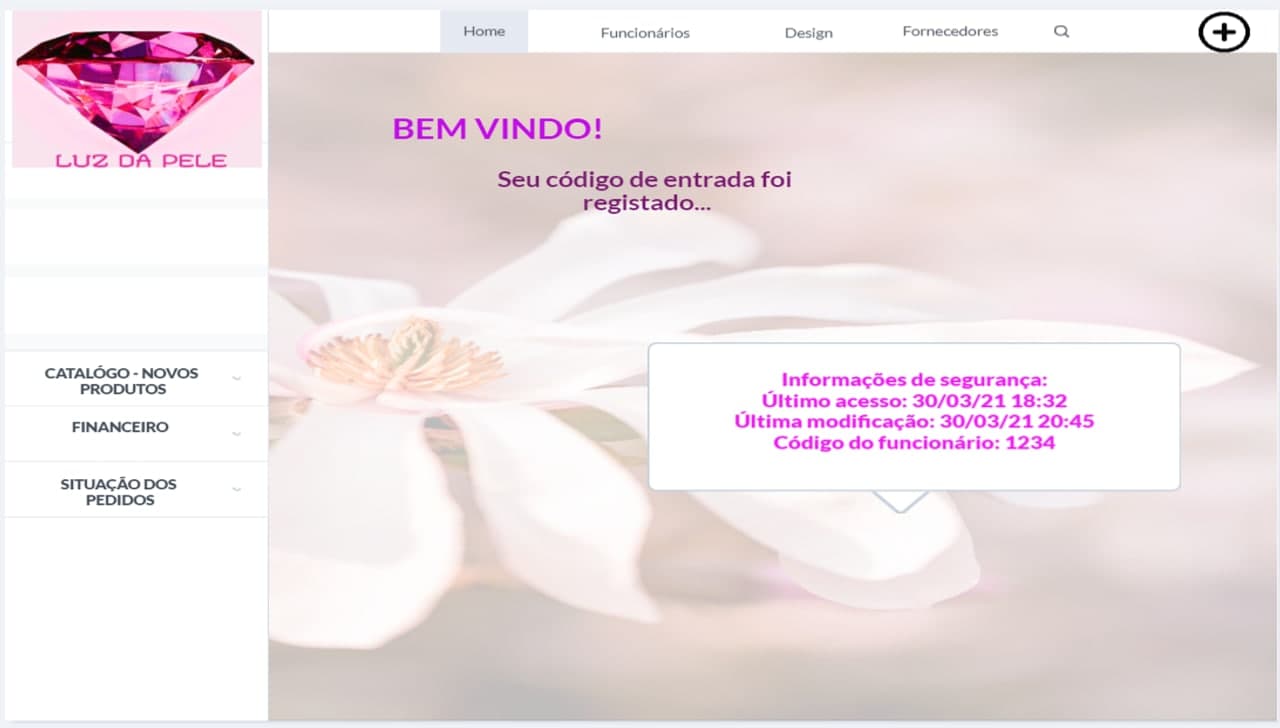 Home
Funcionários
Design
Fornecedores
LUZ DA PELE
BEM VINDO!
Seu código de entrada foi
registado...
CATALÓGO - NOVOS
PRODUTOS
FINANCEIRO
SITUAÇÃO DOS
PEDIDOS
Informações de segurança:
Último acesso: 30/03/21 18:32
Última modificação: 30/03/21 20:45
Código do funcionário: 1234